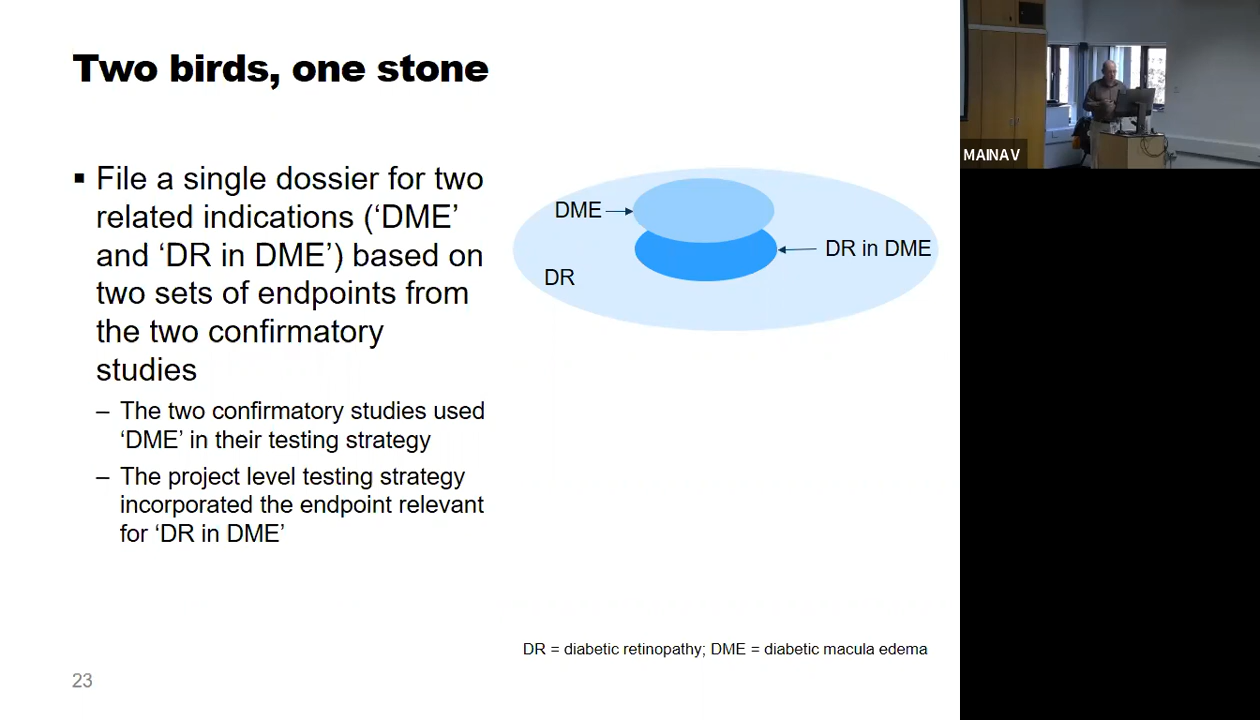 Two birds, one stone
▪ File a single dossier for two
related indications (‘DME’
and ‘DR in DME’) based on
two sets of endpoints from
the two confirmatory
studies
– The two confirmatory studies used
‘DME’ in their testing strategy
– The project level testing strategy
incorporated the endpoint relevant
for ‘DR in DME’
DME
DR in DME
DR
DR = diabetic retinopathy; DME = diabetic macula edema
23
MAINAV